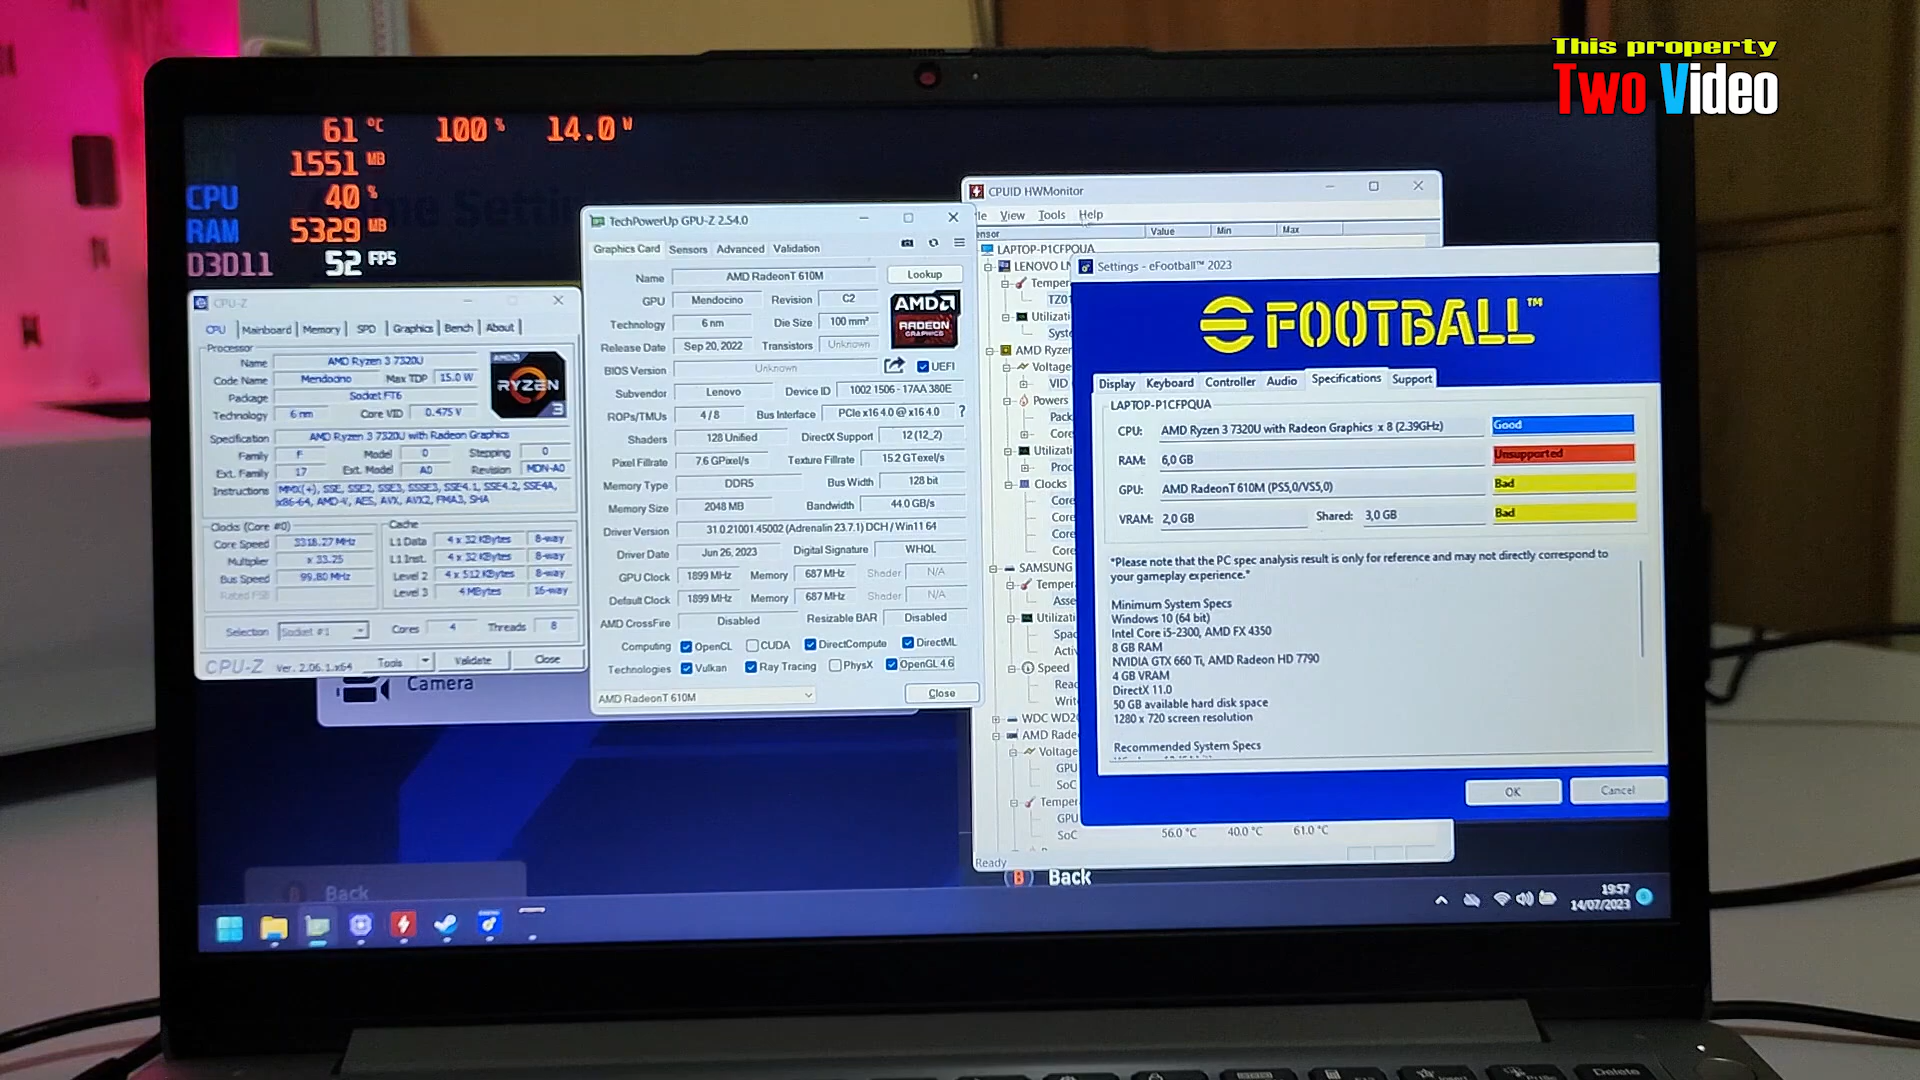 This property
Two Video
61 °C 100 % 14.0 W
1551 MB
CPU 40 %
RAM 5329 MB
D3D11 52 FPS
CPU-Z
CPU Mainboard Memory SPD Graphics Bench About
Processor
Name AMD Ryzen 3 7320U
Code Name Mendocino Max TDP 15.0 W
Package Socket FT6
Technology 6 nm Core VID 0.475 V
AMD
RYZEN
3
Specification AMD Ryzen 3 7320U with Radeon Graphics
Family F Model 0 Stepping 0
Ext. Family 17 Ext. Model A0 Revision MDN-A0
Instructions MMX(+), SSE, SSE2, SSE3, SSSE3, SSE4.1, SSE4.2, SSE4A,
x86-64, AMD-V, AES, AVX, AVX2, FMA3, SHA
Clocks (Core #0)
Core Speed 3318.27 MHz
Multiplier x 33.25
Bus Speed 99.80 MHz
Rated FSB
Cache
L1 Data 4 x 32 KBytes 8-way
L1 Inst. 4 x 32 KBytes 8-way
Level 2 4 x 512 KBytes 8-way
Level 3 4 MBytes 16-way
Selection Socket #1 Cores 4 Threads 8
CPU-Z Ver. 2.06.1.x64 Tools Validate Close
Camera
Back
TechPowerUp GPU-Z 2.54.0
Graphics Card Sensors Advanced Validation
Name AMD RadeonT 610M Lookup
GPU Mendocino Revision C2
Technology 6 nm Die Size 100 mm²
Release Date Sep 20, 2022 Transistors Unknown
BIOS Version Unknown UEFI
AMD
RADEON
GRAPHICS
Subvendor Lenovo Device ID 1002 1506 - 17AA 380E
ROPs/TMUs 4 / 8 Bus Interface PCIe x16 4.0 @ x16 4.0 ?
Shaders 128 Unified DirectX Support 12 (12_2)
Pixel Fillrate 7.6 GPixel/s Texture Fillrate 15.2 GTexel/s
Memory Type DDR5 Bus Width 128 bit
Memory Size 2048 MB Bandwidth 44.0 GB/s
Driver Version 31.0.21001.45002 (Adrenalin 23.7.1) DCH / Win11 64
Driver Date Jun 26, 2023 Digital Signature WHQL
GPU Clock 1899 MHz Memory 687 MHz Shader N/A
Default Clock 1899 MHz Memory 687 MHz Shader N/A
AMD CrossFire Disabled Resizable BAR Disabled
Computing OpenCL CUDA DirectCompute DirectML
Technologies Vulkan Ray Tracing PhysX OpenGL 4.6
AMD RadeonT 610M Close
CPUID HWMonitor
View Tools Help
Value Min Max
LAPTOP-P1CFPQUA
LENOVO
AMD Ryzen
Powers
Clocks
SAMSUNG
Speed
56.0 °C 40.0 °C 61.0 °C
Ready
B Back
Settings - eFootball™ 2023
eFOOTBALL™
Display Keyboard Controller Audio Specifications Support
LAPTOP-P1CFPQUA
CPU: AMD Ryzen 3 7320U with Radeon Graphics x 8 (2.39GHz) Good
RAM: 6,0 GB Unsupported
GPU: AMD RadeonT 610M (PS5,0/VS5,0) Bad
VRAM: 2,0 GB Shared: 3,0 GB Bad
*Please note that the PC spec analysis result is only for reference and may not directly correspond to
your gameplay experience.*
Minimum System Specs
Windows 10 (64 bit)
Intel Core i5-2300, AMD FX 4350
8 GB RAM
NVIDIA GTX 660 Ti, AMD Radeon HD 7790
4 GB VRAM
DirectX 11.0
50 GB available hard disk space
1280 x 720 screen resolution
Recommended System Specs
OK Cancel
19:57
14/07/2023
Delete